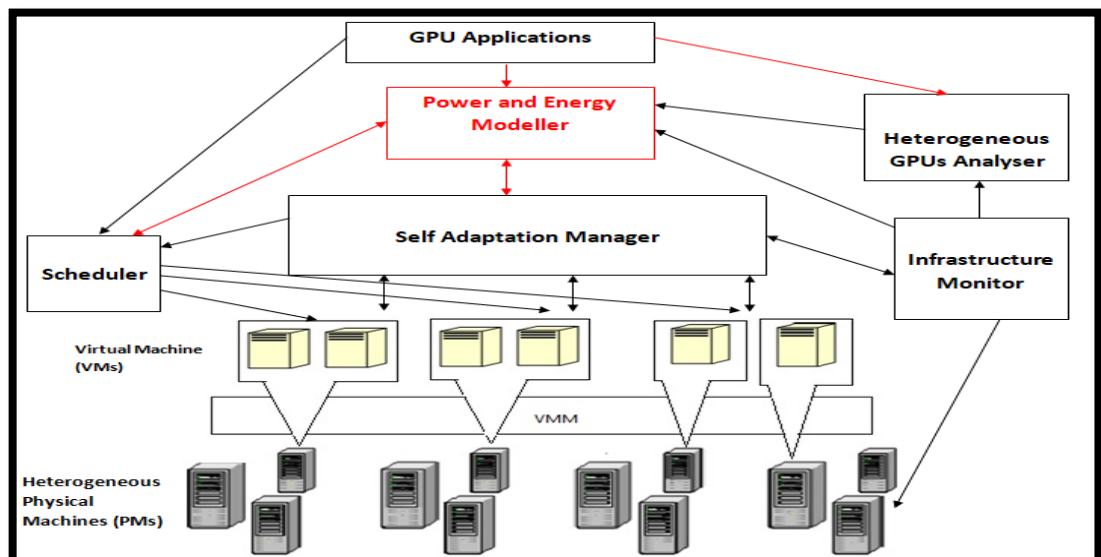 GPU Applications
Power and Energy
Modeller
Heterogeneous
GPUs Analyser
Self Adaptation Manager
Scheduler
Infrastructure
Monitor
Virtual Machine
(VMs)
VMM
Heterogeneous
Physical
Machines (PMs)